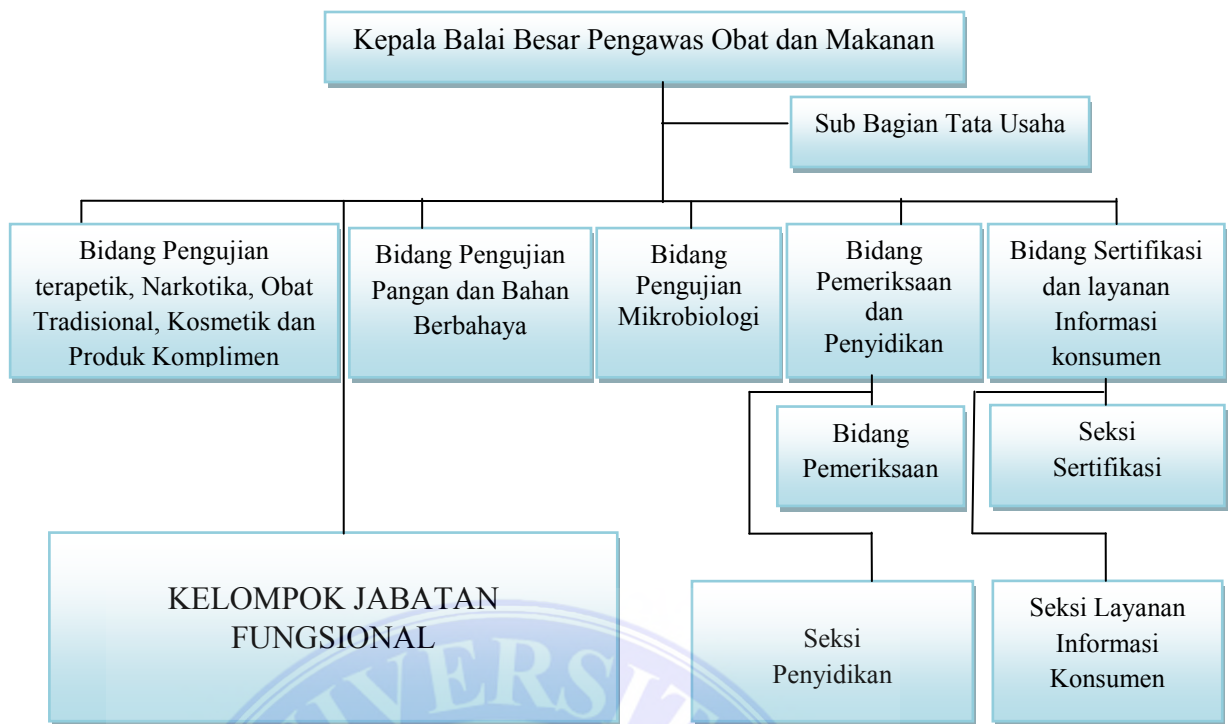 Kepala Balai Besar Pengawas Obat dan Makanan
Sub Bagian Tata Usaha
Bidang Pengujian
terapetik, Narkotika, Obat
Tradisional, Kosmetik dan
Produk Komplimen
Bidang Pengujian
Pangan dan Bahan
Berbahaya
Bidang
Pengujian
Mikrobiologi
Bidang
Pemeriksaan
dan
Penyidikan
Bidang Sertifikasi
dan layanan
Informasi
konsumen
Bidang
Pemeriksaan
Seksi
Sertifikasi
KELOMPOK JABATAN
FUNGSIONAL
Seksi
Penyidikan
Seksi Layanan
Informasi
Konsumen